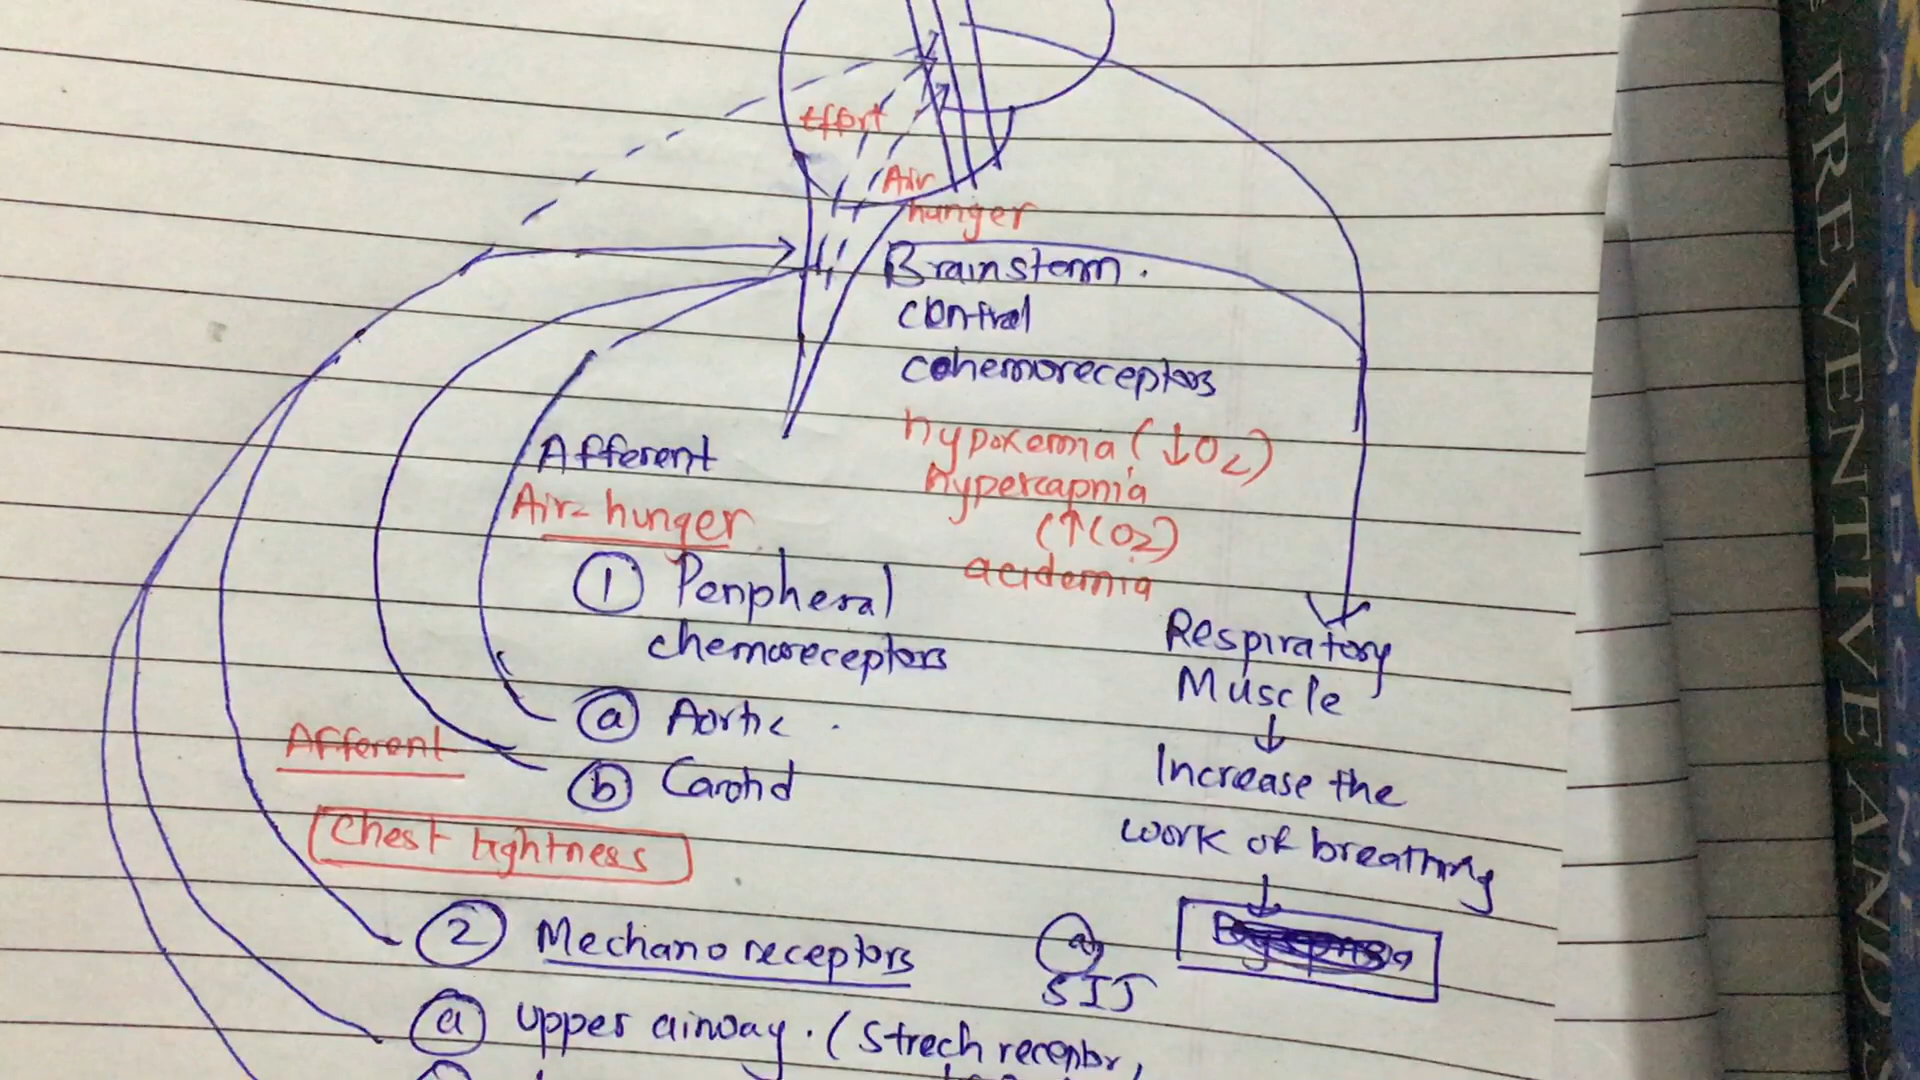 Effort
Air
hunger
Brainstem.
central
chemoreceptors
hypoxemia (↓O2)
hypercapnia
(↑CO2)
acidemia
Afferent
Air-hunger
① Peripheral
chemoreceptors
ⓐ Aortic
ⓑ Carotid
Afferent
Chest tightness
② Mechanoreceptors
ⓐ Upper airway. (Strech receptor,
Respiratory
Muscle
↓
Increase the
work of breathing
↓
PREVENTIVE AND